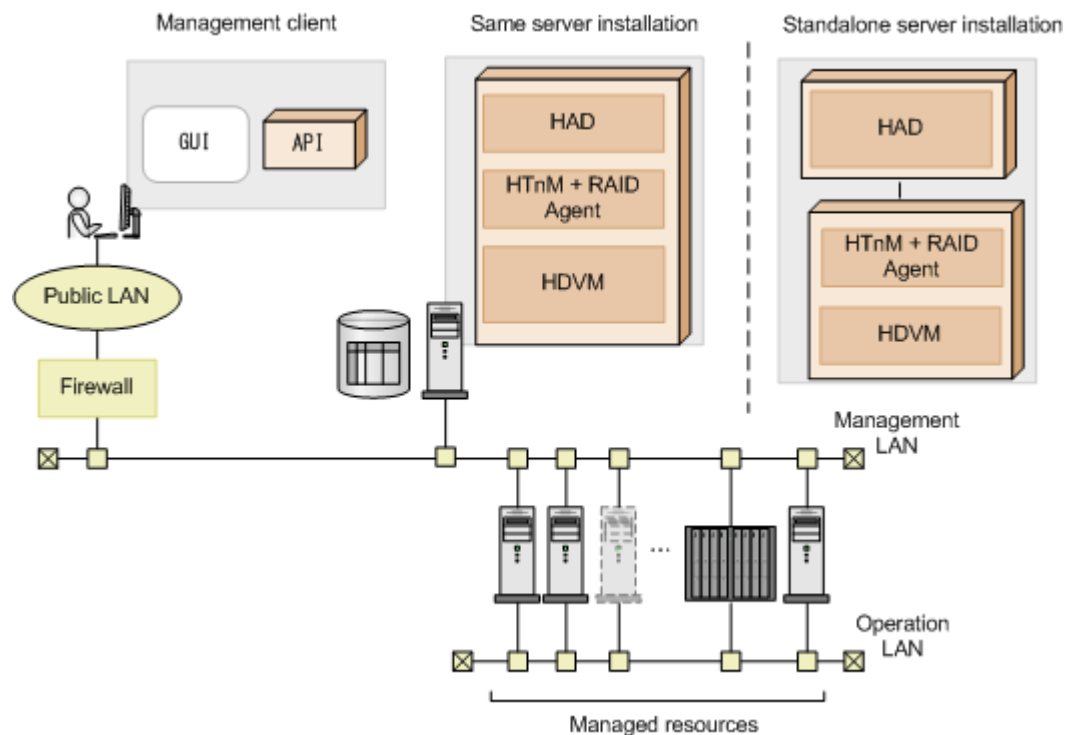 Management client
Same server installation
Standalone server installation
GUI
API
HAD
HTnM + RAID
Agent
HDVM
HAD
HTnM + RAID
Agent
HDVM
Public LAN
Firewall
Management
LAN
...
Operation
LAN
Managed resources